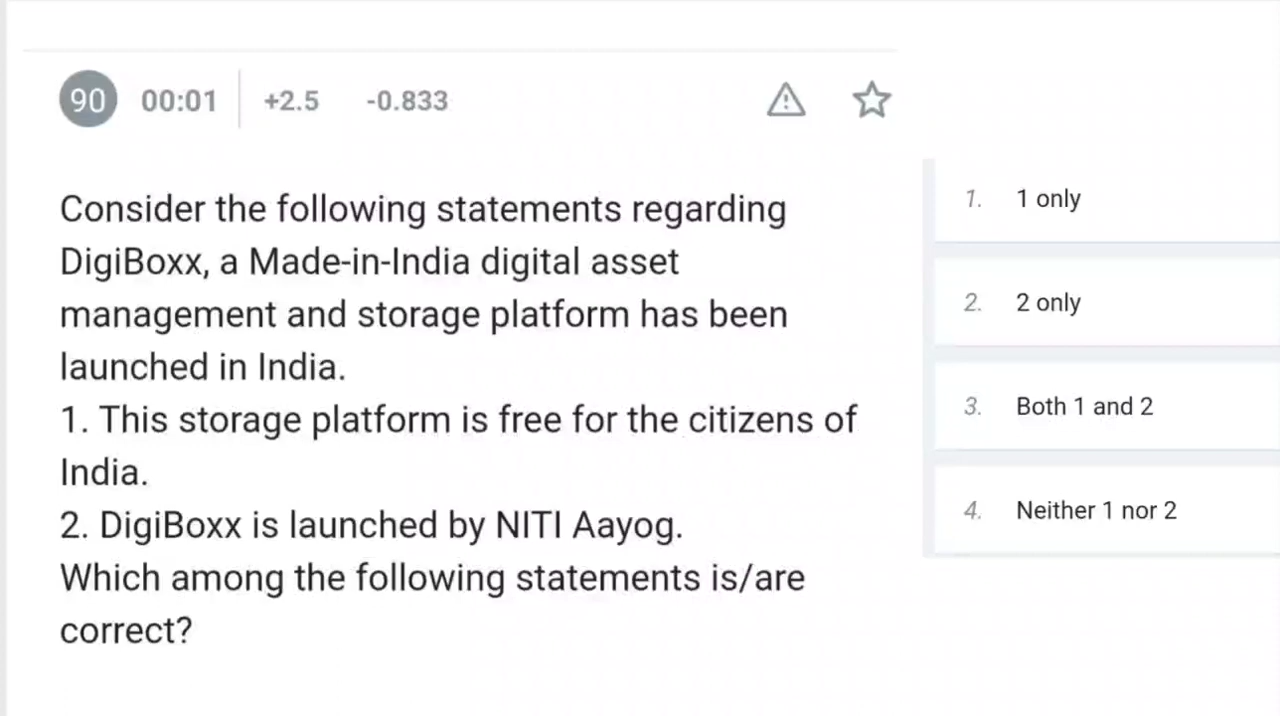 90 00:01 +2.5 -0.833
Consider the following statements regarding
DigiBoxx, a Made-in-India digital asset
management and storage platform has been
launched in India.
1. This storage platform is free for the citizens of
India.
2. DigiBoxx is launched by NITI Aayog.
Which among the following statements is/are
correct?
1. 1 only
2. 2 only
3. Both 1 and 2
4. Neither 1 nor 2